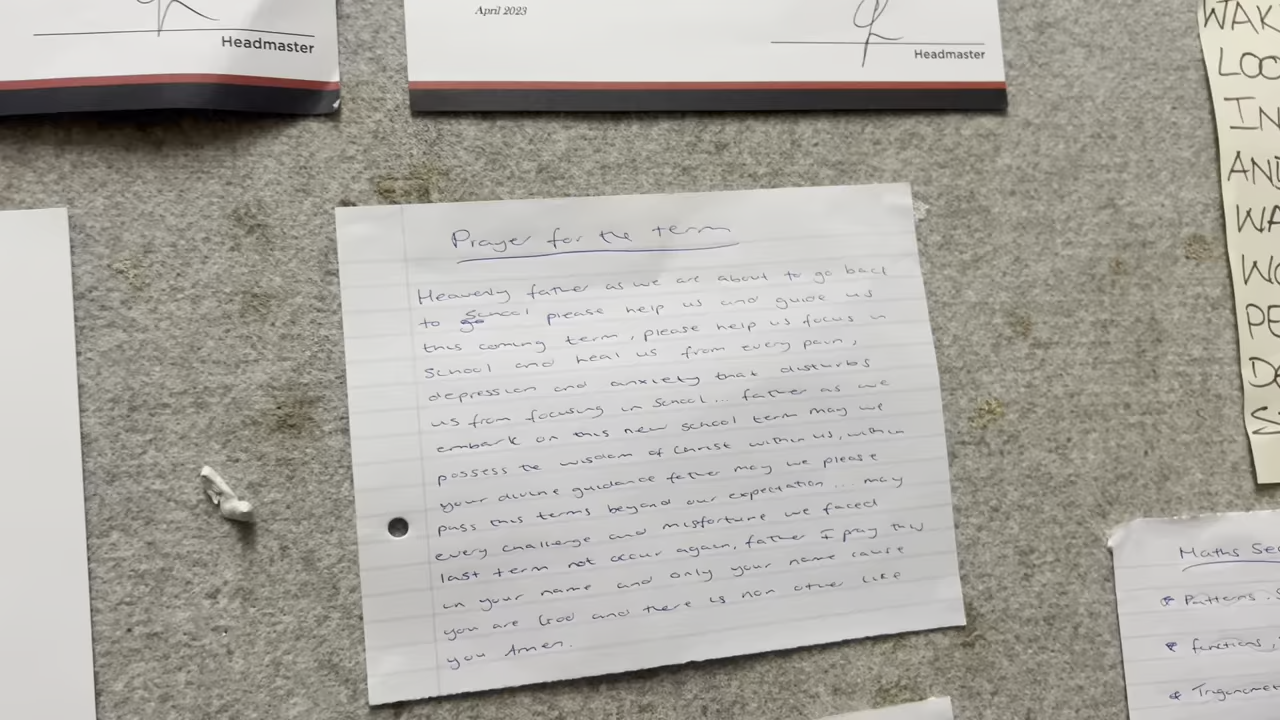 Headmaster
April 2023
Headmaster
Prayer for the term
Heavenly father as we are about to go back
to school please help us and guide us
this coming term, please help us focus in
school and heal us from every pain,
depression and anxiety that disturbs
us from focusing in school... father as we
embark on this new school term may we
possess the wisdom of Christ within us, within
your divine guidance father may we please
pass this terms beyond our expectation ... may
every challenge and misfortune we faced
last term not occur again, father I pray this
in your name and only your name cause
you are God and there is non other like
you Amen.
WAK
LOO
IN
AND
WA
WO
PE
Maths Se
* Patterns.
* functions,
* Trigonomet